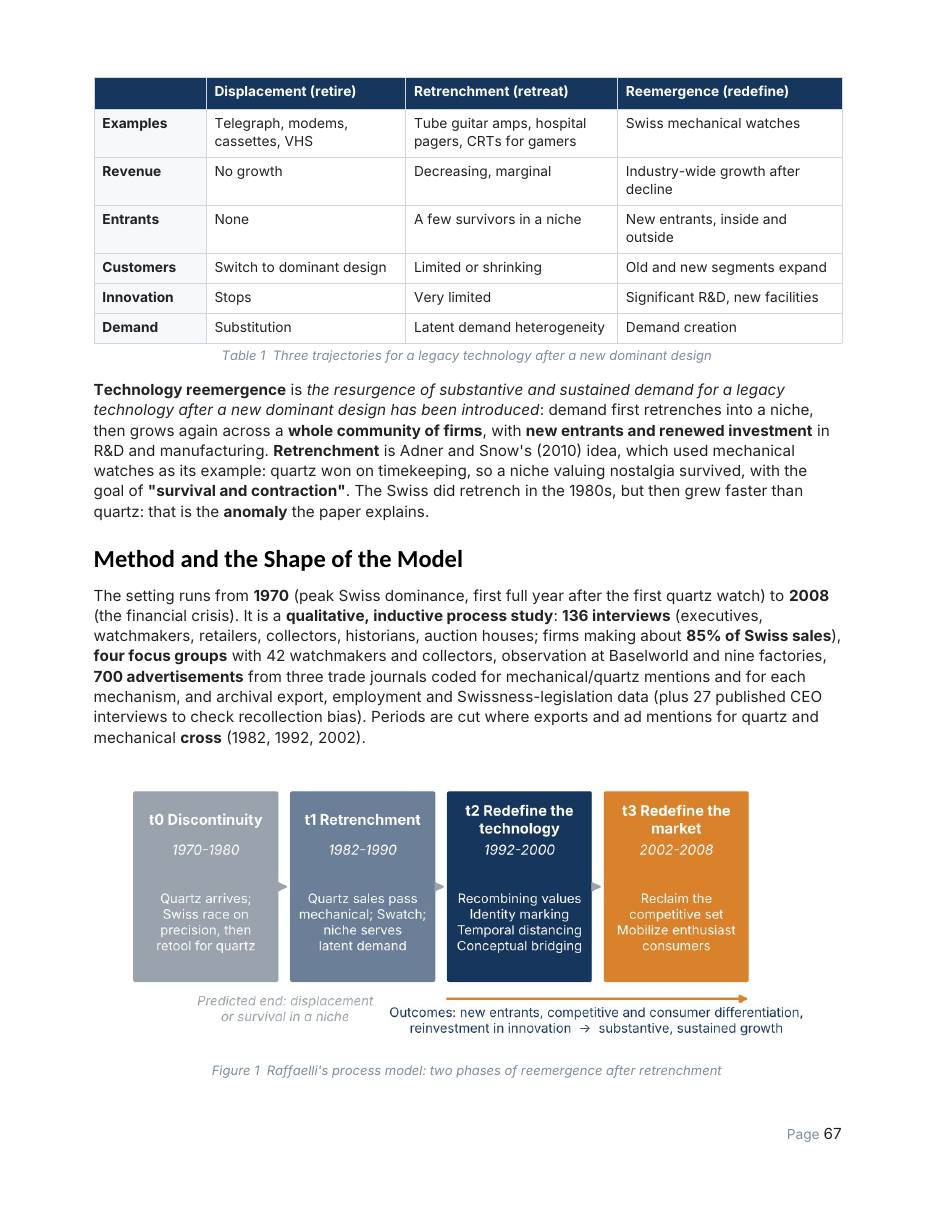 Displacement (retire) Retrenchment (retreat) Reemergence (redefine)
Examples Telegraph, modems, cassettes, VHS Tube guitar amps, hospital pagers, CRTs for gamers Swiss mechanical watches
Revenue No growth Decreasing, marginal Industry-wide growth after decline
Entrants None A few survivors in a niche New entrants, inside and outside
Customers Switch to dominant design Limited or shrinking Old and new segments expand
Innovation Stops Very limited Significant R&D, new facilities
Demand Substitution Latent demand heterogeneity Demand creation
Table 1 Three trajectories for a legacy technology after a new dominant design
Technology reemergence is the resurgence of substantive and sustained demand for a legacy
technology after a new dominant design has been introduced: demand first retrenches into a niche,
then grows again across a whole community of firms, with new entrants and renewed investment in
R&D and manufacturing. Retrenchment is Adner and Snow's (2010) idea, which used mechanical
watches as its example: quartz won on timekeeping, so a niche valuing nostalgia survived, with the
goal of "survival and contraction". The Swiss did retrench in the 1980s, but then grew faster than
quartz: that is the anomaly the paper explains.
Method and the Shape of the Model
The setting runs from 1970 (peak Swiss dominance, first full year after the first quartz watch) to 2008
(the financial crisis). It is a qualitative, inductive process study: 136 interviews (executives,
watchmakers, retailers, collectors, historians, auction houses; firms making about 85% of Swiss sales),
four focus groups with 42 watchmakers and collectors, observation at Baselworld and nine factories,
700 advertisements from three trade journals coded for mechanical/quartz mentions and for each
mechanism, and archival export, employment and Swissness-legislation data (plus 27 published CEO
interviews to check recollection bias). Periods are cut where exports and ad mentions for quartz and
mechanical cross (1982, 1992, 2002).
t0 Discontinuity
1970-1980
Quartz arrives;
Swiss race on
precision, then
retool for quartz
t1 Retrenchment
1982-1990
Quartz sales pass
mechanical; Swatch;
niche serves
latent demand
t2 Redefine the
technology
1992-2000
Recombining values
Identity marking
Temporal distancing
Conceptual bridging
t3 Redefine the
market
2002-2008
Reclaim the
competitive set
Mobilize enthusiast
consumers
Predicted end: displacement
or survival in a niche
Outcomes: new entrants, competitive and consumer differentiation,
reinvestment in innovation → substantive, sustained growth
Figure 1 Raffaelli's process model: two phases of reemergence after retrenchment
Page 67